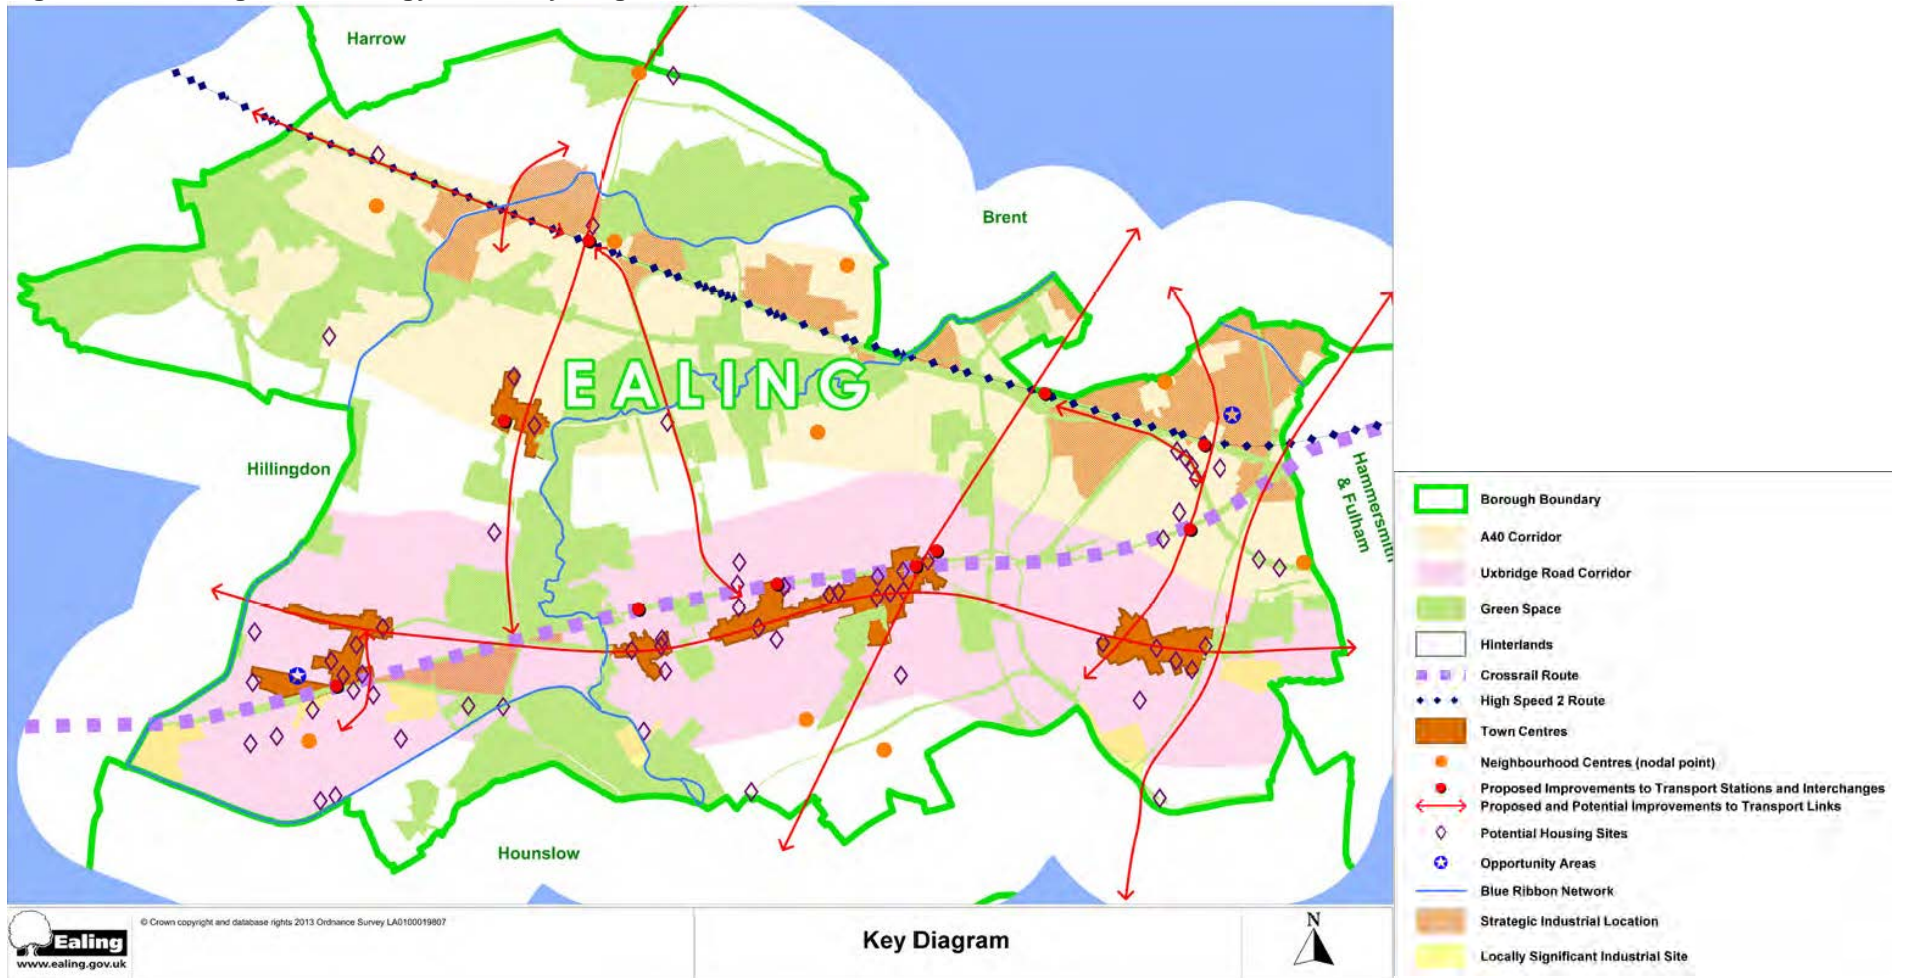 Harrow
Brent
EALING
Hillingdon
Hammersmith
& Fulham
Hounslow
Borough Boundary
A40 Corridor
Uxbridge Road Corridor
Green Space
Hinterlands
Crossrail Route
High Speed 2 Route
Town Centres
Neighbourhood Centres (nodal point)
Proposed Improvements to Transport Stations and Interchanges
Proposed and Potential Improvements to Transport Links
Potential Housing Sites
Opportunity Areas
Blue Ribbon Network
Strategic Industrial Location
Locally Significant Industrial Site
Ealing
www.ealing.gov.uk
© Crown copyright and database rights 2013 Ordnance Survey LA0100019807
Key Diagram
N